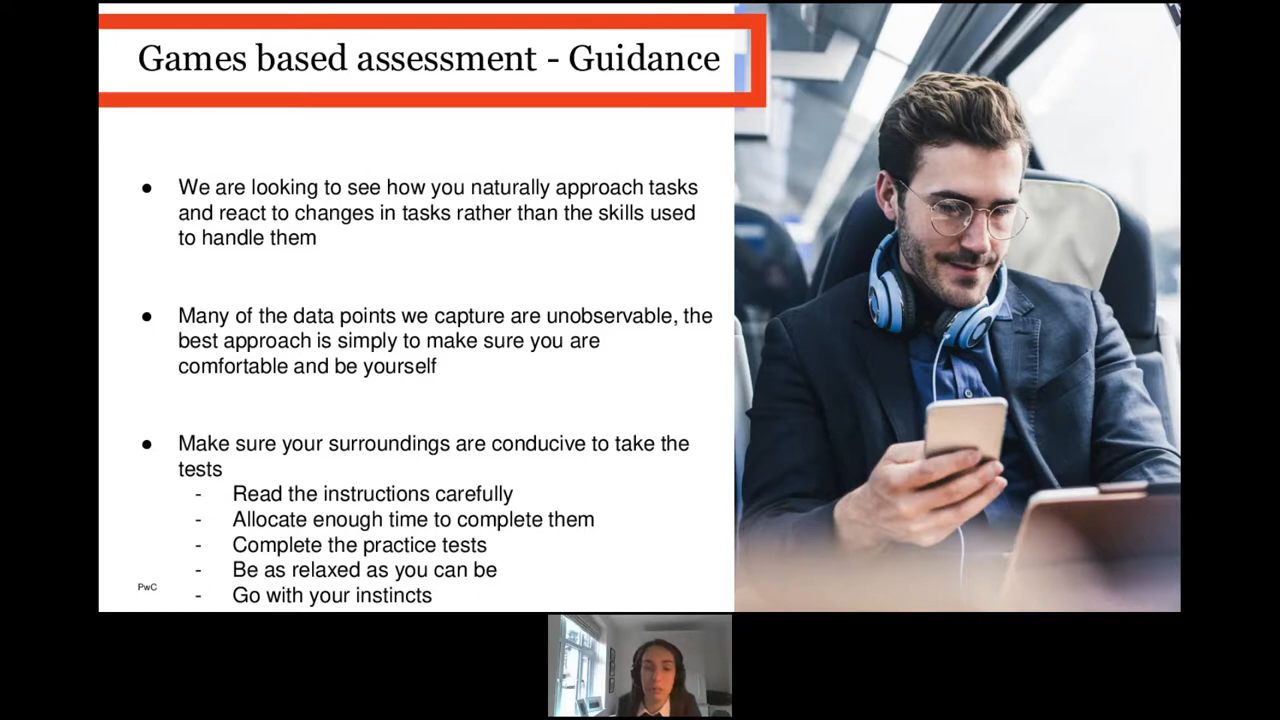 Games based assessment - Guidance
● We are looking to see how you naturally approach tasks
and react to changes in tasks rather than the skills used
to handle them
● Many of the data points we capture are unobservable, the
best approach is simply to make sure you are
comfortable and be yourself
● Make sure your surroundings are conducive to take the
tests
- Read the instructions carefully
- Allocate enough time to complete them
- Complete the practice tests
- Be as relaxed as you can be
- Go with your instincts
PwC